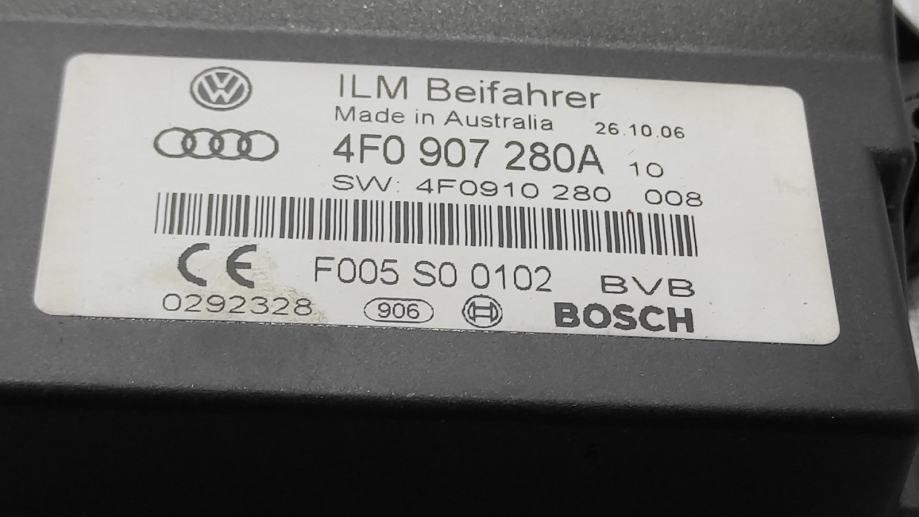 ILM Beifahrer
Made in Australia 26.10.06
4F0 907 280A 10
SW: 4F0910 280 008
CE F005 S0 0102 BVB
0292328 906 BOSCH